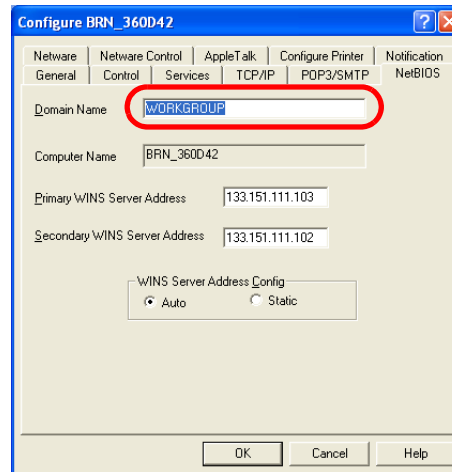 Configure BRN_360D42
Netware Netware Control AppleTalk Configure Printer Notification
General Control Services TCP/IP POP3/SMTP NetBIOS
Domain Name WORKGROUP
Computer Name BRN_360D42
Primary WINS Server Address 133.151.111.103
Secondary WINS Server Address 133.151.111.102
WINS Server Address Config
Auto Static
OK Cancel Help